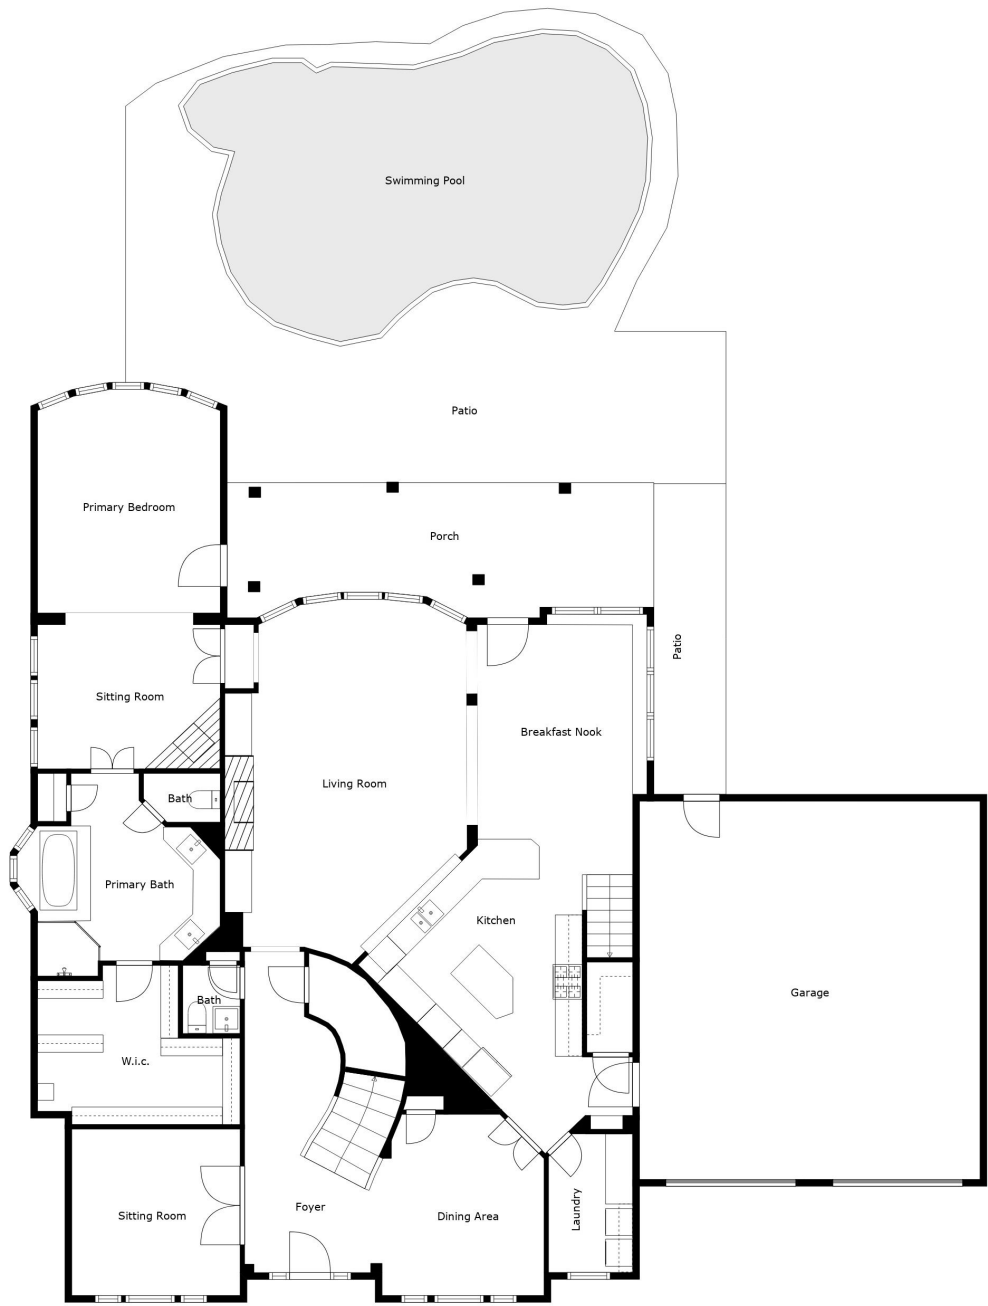 Swimming Pool
Patio
Primary Bedroom
Porch
Patio
Sitting Room
Breakfast Nook
Living Room
Bath
Primary Bath
Kitchen
Garage
Bath
W.i.c.
Foyer
Sitting Room
Dining Area
Laundry